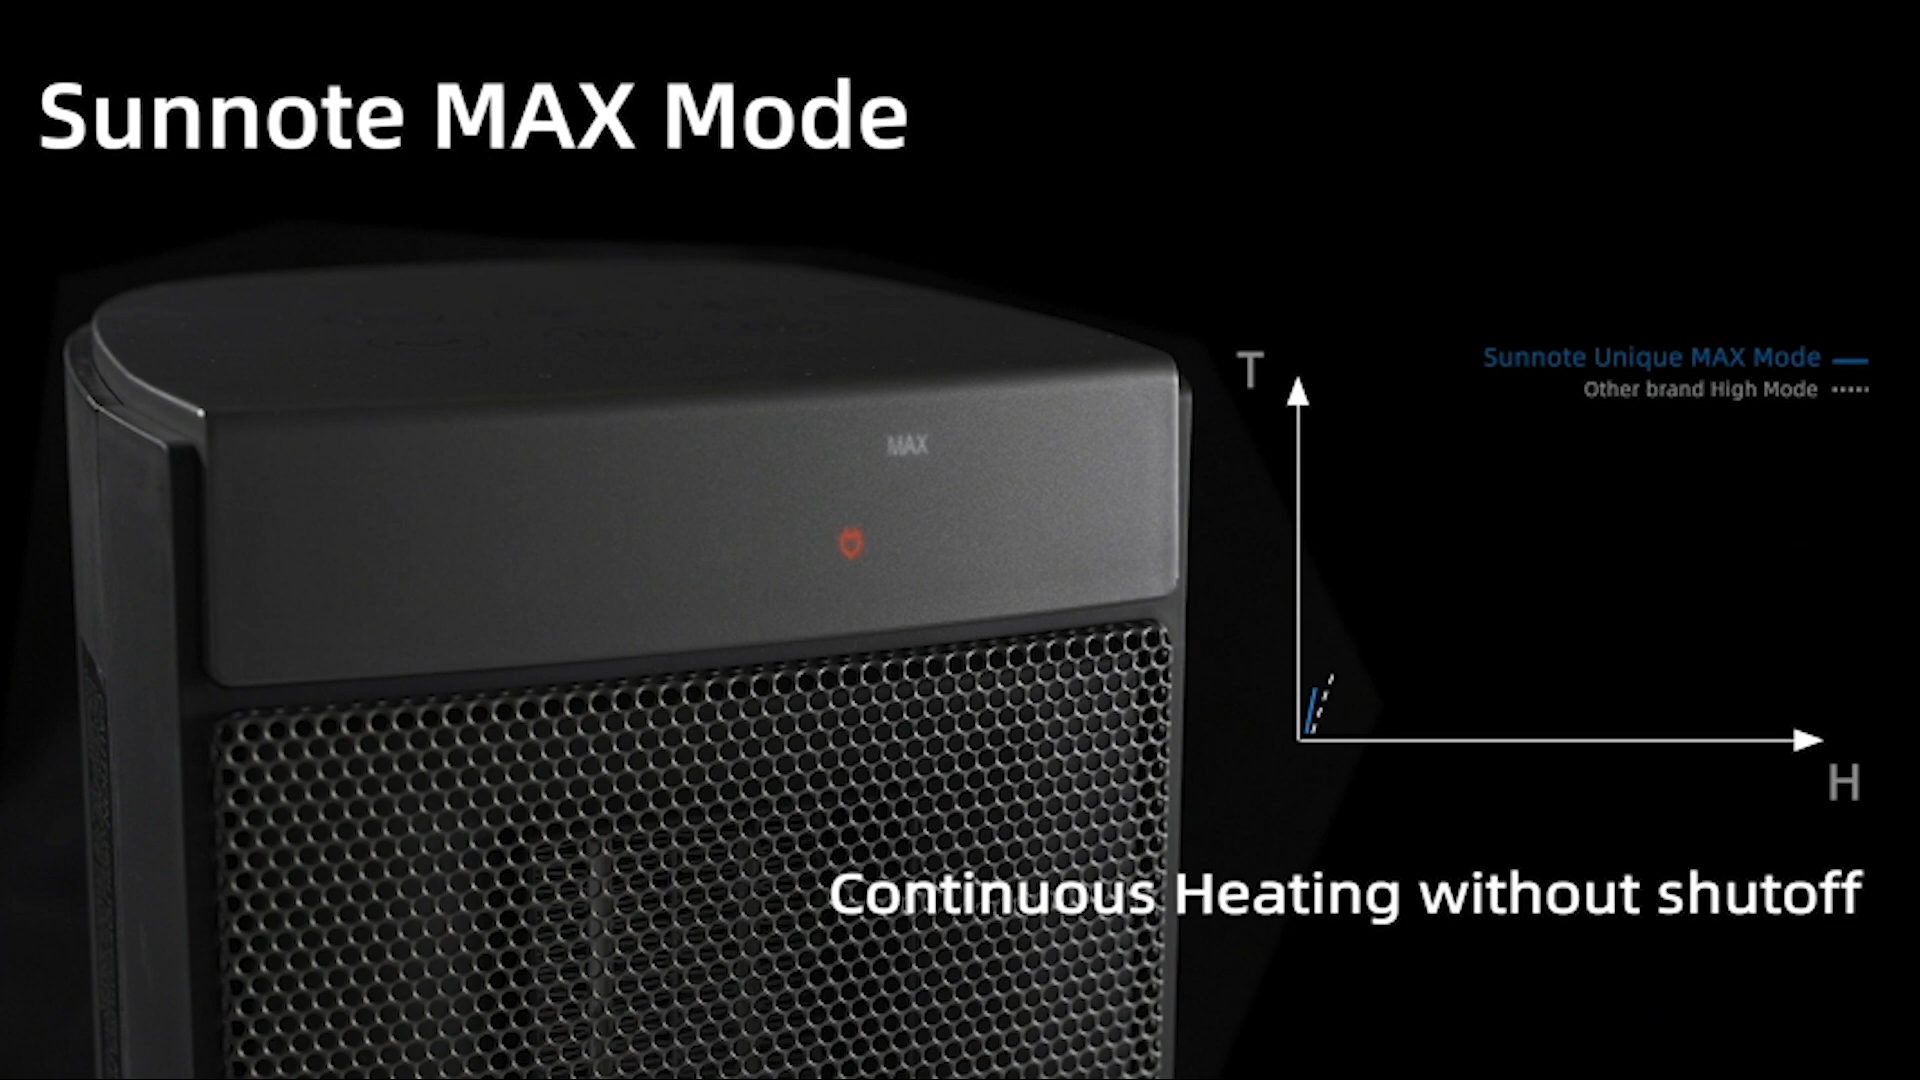 Sunnote MAX Mode
MAX
T
Sunnote Unique MAX Mode
Other brand High Mode
H
Continuous Heating without shutoff